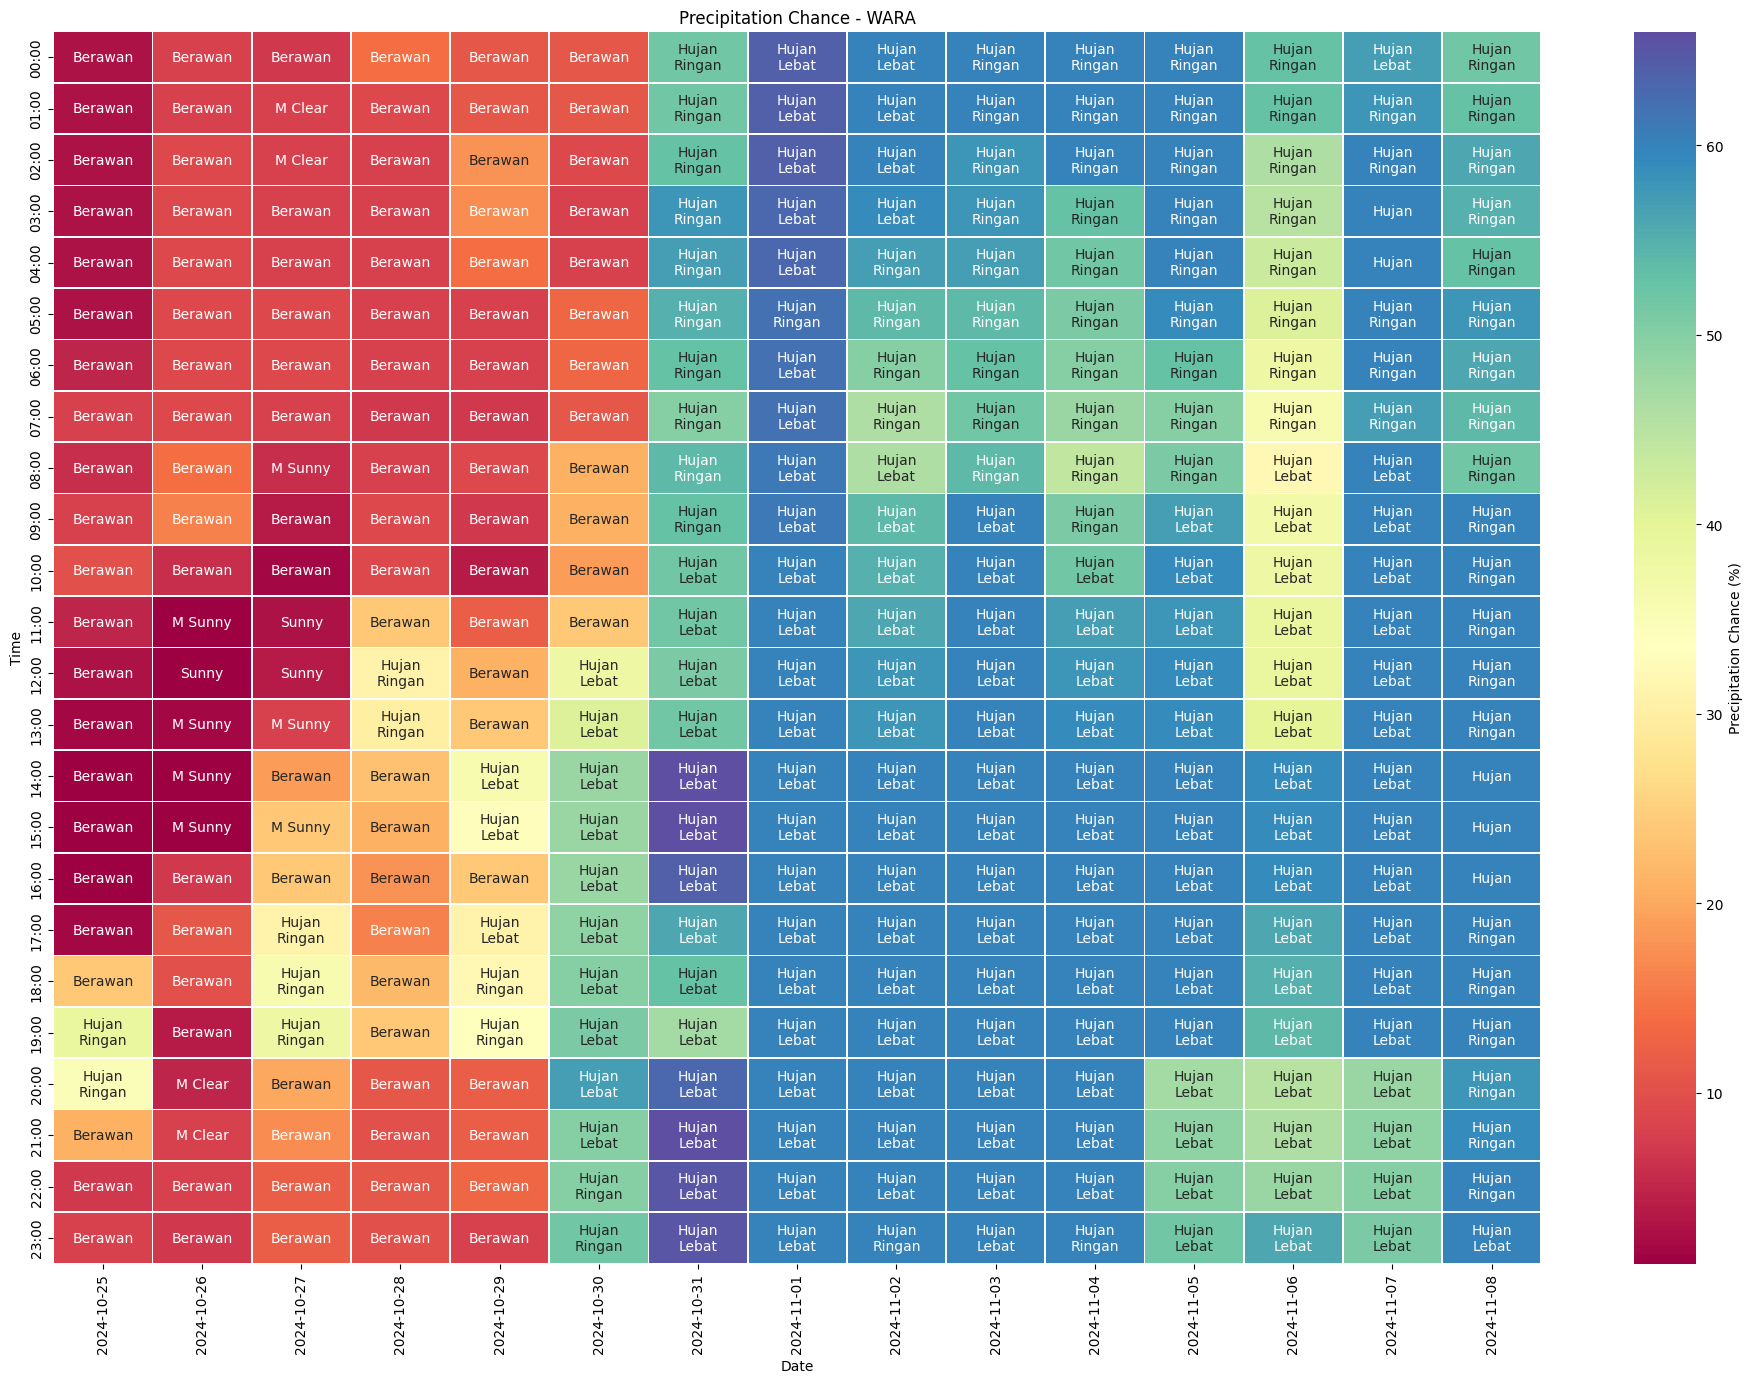 Precipitation Chance - WARA
00:00 Berawan Berawan Berawan Berawan Berawan Berawan Hujan Hujan Hujan Hujan Hujan Hujan Hujan Hujan Hujan
Ringan Lebat Lebat Ringan Ringan Ringan Ringan Lebat Ringan
01:00 Berawan Berawan M Clear Berawan Berawan Berawan Hujan Hujan Hujan Hujan Hujan Hujan Hujan Hujan Hujan
Ringan Lebat Lebat Ringan Ringan Ringan Ringan Ringan Ringan
02:00 Berawan Berawan M Clear Berawan Berawan Berawan Hujan Hujan Hujan Hujan Hujan Hujan Hujan Hujan Hujan
Ringan Lebat Lebat Ringan Ringan Ringan Ringan Ringan Ringan
03:00 Berawan Berawan Berawan Berawan Berawan Berawan Hujan Hujan Hujan Hujan Hujan Hujan Hujan Hujan Hujan
Ringan Lebat Lebat Ringan Ringan Ringan Ringan Ringan
04:00 Berawan Berawan Berawan Berawan Berawan Berawan Hujan Hujan Hujan Hujan Hujan Hujan Hujan Hujan Hujan
Ringan Lebat Ringan Ringan Ringan Ringan Ringan Ringan
05:00 Berawan Berawan Berawan Berawan Berawan Berawan Hujan Hujan Hujan Hujan Hujan Hujan Hujan Hujan Hujan
Ringan Ringan Ringan Ringan Ringan Ringan Ringan Ringan Ringan
06:00 Berawan Berawan Berawan Berawan Berawan Berawan Hujan Hujan Hujan Hujan Hujan Hujan Hujan Hujan Hujan
Ringan Lebat Ringan Ringan Ringan Ringan Ringan Ringan Ringan
07:00 Berawan Berawan Berawan Berawan Berawan Berawan Hujan Hujan Hujan Hujan Hujan Hujan Hujan Hujan Hujan
Ringan Lebat Ringan Ringan Ringan Ringan Ringan Ringan Ringan
08:00 Berawan Berawan M Sunny Berawan Berawan Berawan Hujan Hujan Hujan Hujan Hujan Hujan Hujan Hujan Hujan
Ringan Lebat Lebat Ringan Ringan Ringan Lebat Lebat Ringan
09:00 Berawan Berawan Berawan Berawan Berawan Berawan Hujan Hujan Hujan Hujan Hujan Hujan Hujan Hujan Hujan
Ringan Lebat Lebat Lebat Ringan Lebat Lebat Lebat Ringan
10:00 Berawan Berawan Berawan Berawan Berawan Berawan Hujan Hujan Hujan Hujan Hujan Hujan Hujan Hujan Hujan
Lebat Lebat Lebat Lebat Lebat Lebat Lebat Lebat Ringan
11:00 Berawan M Sunny Sunny Berawan Berawan Berawan Hujan Hujan Hujan Hujan Hujan Hujan Hujan Hujan Hujan
Lebat Lebat Lebat Lebat Lebat Lebat Lebat Lebat Ringan
12:00 Berawan Sunny Sunny Hujan Berawan Hujan Hujan Hujan Hujan Hujan Hujan Hujan Hujan Hujan Hujan
Ringan Lebat Lebat Lebat Lebat Lebat Lebat Lebat Lebat Lebat Ringan
13:00 Berawan M Sunny M Sunny Hujan Berawan Hujan Hujan Hujan Hujan Hujan Hujan Hujan Hujan Hujan Hujan
Ringan Lebat Lebat Lebat Lebat Lebat Lebat Lebat Lebat Lebat Ringan
14:00 Berawan M Sunny Berawan Berawan Hujan Hujan Hujan Hujan Hujan Hujan Hujan Hujan Hujan Hujan Hujan
Lebat Lebat Lebat Lebat Lebat Lebat Lebat Lebat Lebat Lebat
15:00 Berawan M Sunny M Sunny Berawan Hujan Hujan Hujan Hujan Hujan Hujan Hujan Hujan Hujan Hujan Hujan
Lebat Lebat Lebat Lebat Lebat Lebat Lebat Lebat Lebat Lebat
16:00 Berawan Berawan Berawan Berawan Berawan Hujan Hujan Hujan Hujan Hujan Hujan Hujan Hujan Hujan Hujan
Lebat Lebat Lebat Lebat Lebat Lebat Lebat Lebat Lebat
17:00 Berawan Berawan Hujan Berawan Hujan Hujan Hujan Hujan Hujan Hujan Hujan Hujan Hujan Hujan Hujan
Ringan Lebat Lebat Lebat Lebat Lebat Lebat Lebat Lebat Lebat Lebat Ringan
18:00 Berawan Berawan Hujan Berawan Hujan Hujan Hujan Hujan Hujan Hujan Hujan Hujan Hujan Hujan Hujan
Ringan Ringan Lebat Lebat Lebat Lebat Lebat Lebat Lebat Lebat Lebat Ringan
19:00 Hujan Berawan Hujan Berawan Hujan Hujan Hujan Hujan Hujan Hujan Hujan Hujan Hujan Hujan Hujan
Ringan Ringan Ringan Lebat Lebat Lebat Lebat Lebat Lebat Lebat Lebat Lebat Ringan
20:00 Hujan M Clear Berawan Berawan Berawan Hujan Hujan Hujan Hujan Hujan Hujan Hujan Hujan Hujan Hujan
Ringan Lebat Lebat Lebat Lebat Lebat Lebat Lebat Lebat Lebat Ringan
21:00 Berawan M Clear Berawan Berawan Berawan Hujan Hujan Hujan Hujan Hujan Hujan Hujan Hujan Hujan Hujan
Lebat Lebat Lebat Lebat Lebat Lebat Lebat Lebat Lebat Ringan
22:00 Berawan Berawan Berawan Berawan Berawan Hujan Hujan Hujan Hujan Hujan Hujan Hujan Hujan Hujan Hujan
Ringan Lebat Lebat Lebat Lebat Lebat Lebat Lebat Lebat Ringan
23:00 Berawan Berawan Berawan Berawan Berawan Hujan Hujan Hujan Hujan Hujan Hujan Hujan Hujan Hujan Hujan
Ringan Lebat Lebat Ringan Lebat Ringan Lebat Lebat Lebat Lebat
2024-10-25 2024-10-26 2024-10-27 2024-10-28 2024-10-29 2024-10-30 2024-10-31 2024-11-01 2024-11-02 2024-11-03 2024-11-04 2024-11-05 2024-11-06 2024-11-07 2024-11-08
Date
Time
60
50
40
30
20
10
Precipitation Chance (%)